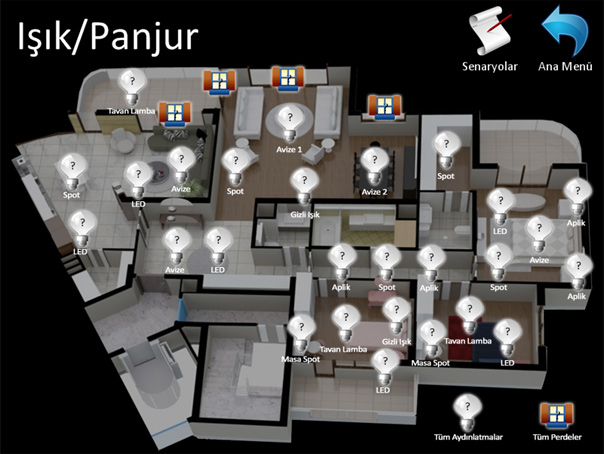 Işık/Panjur
Senaryolar
Ana Menü
?
Tavan Lamba
?
Avize 1
?
Spot
?
LED
?
Avize
?
Spot
?
Gizli Işık
?
Avize 2
?
Spot
?
LED
?
Aplik
?
LED
?
Avize
?
LED
?
Avize
?
Aplik
?
Spot
?
Aplik
?
Spot
?
Aplik
?
Masa Spot
?
Tavan Lamba
?
Gizli Işık
?
Masa Spot
?
Tavan Lamba
?
LED
?
LED
?
Tüm Aydınlatmalar
Tüm Perdeler